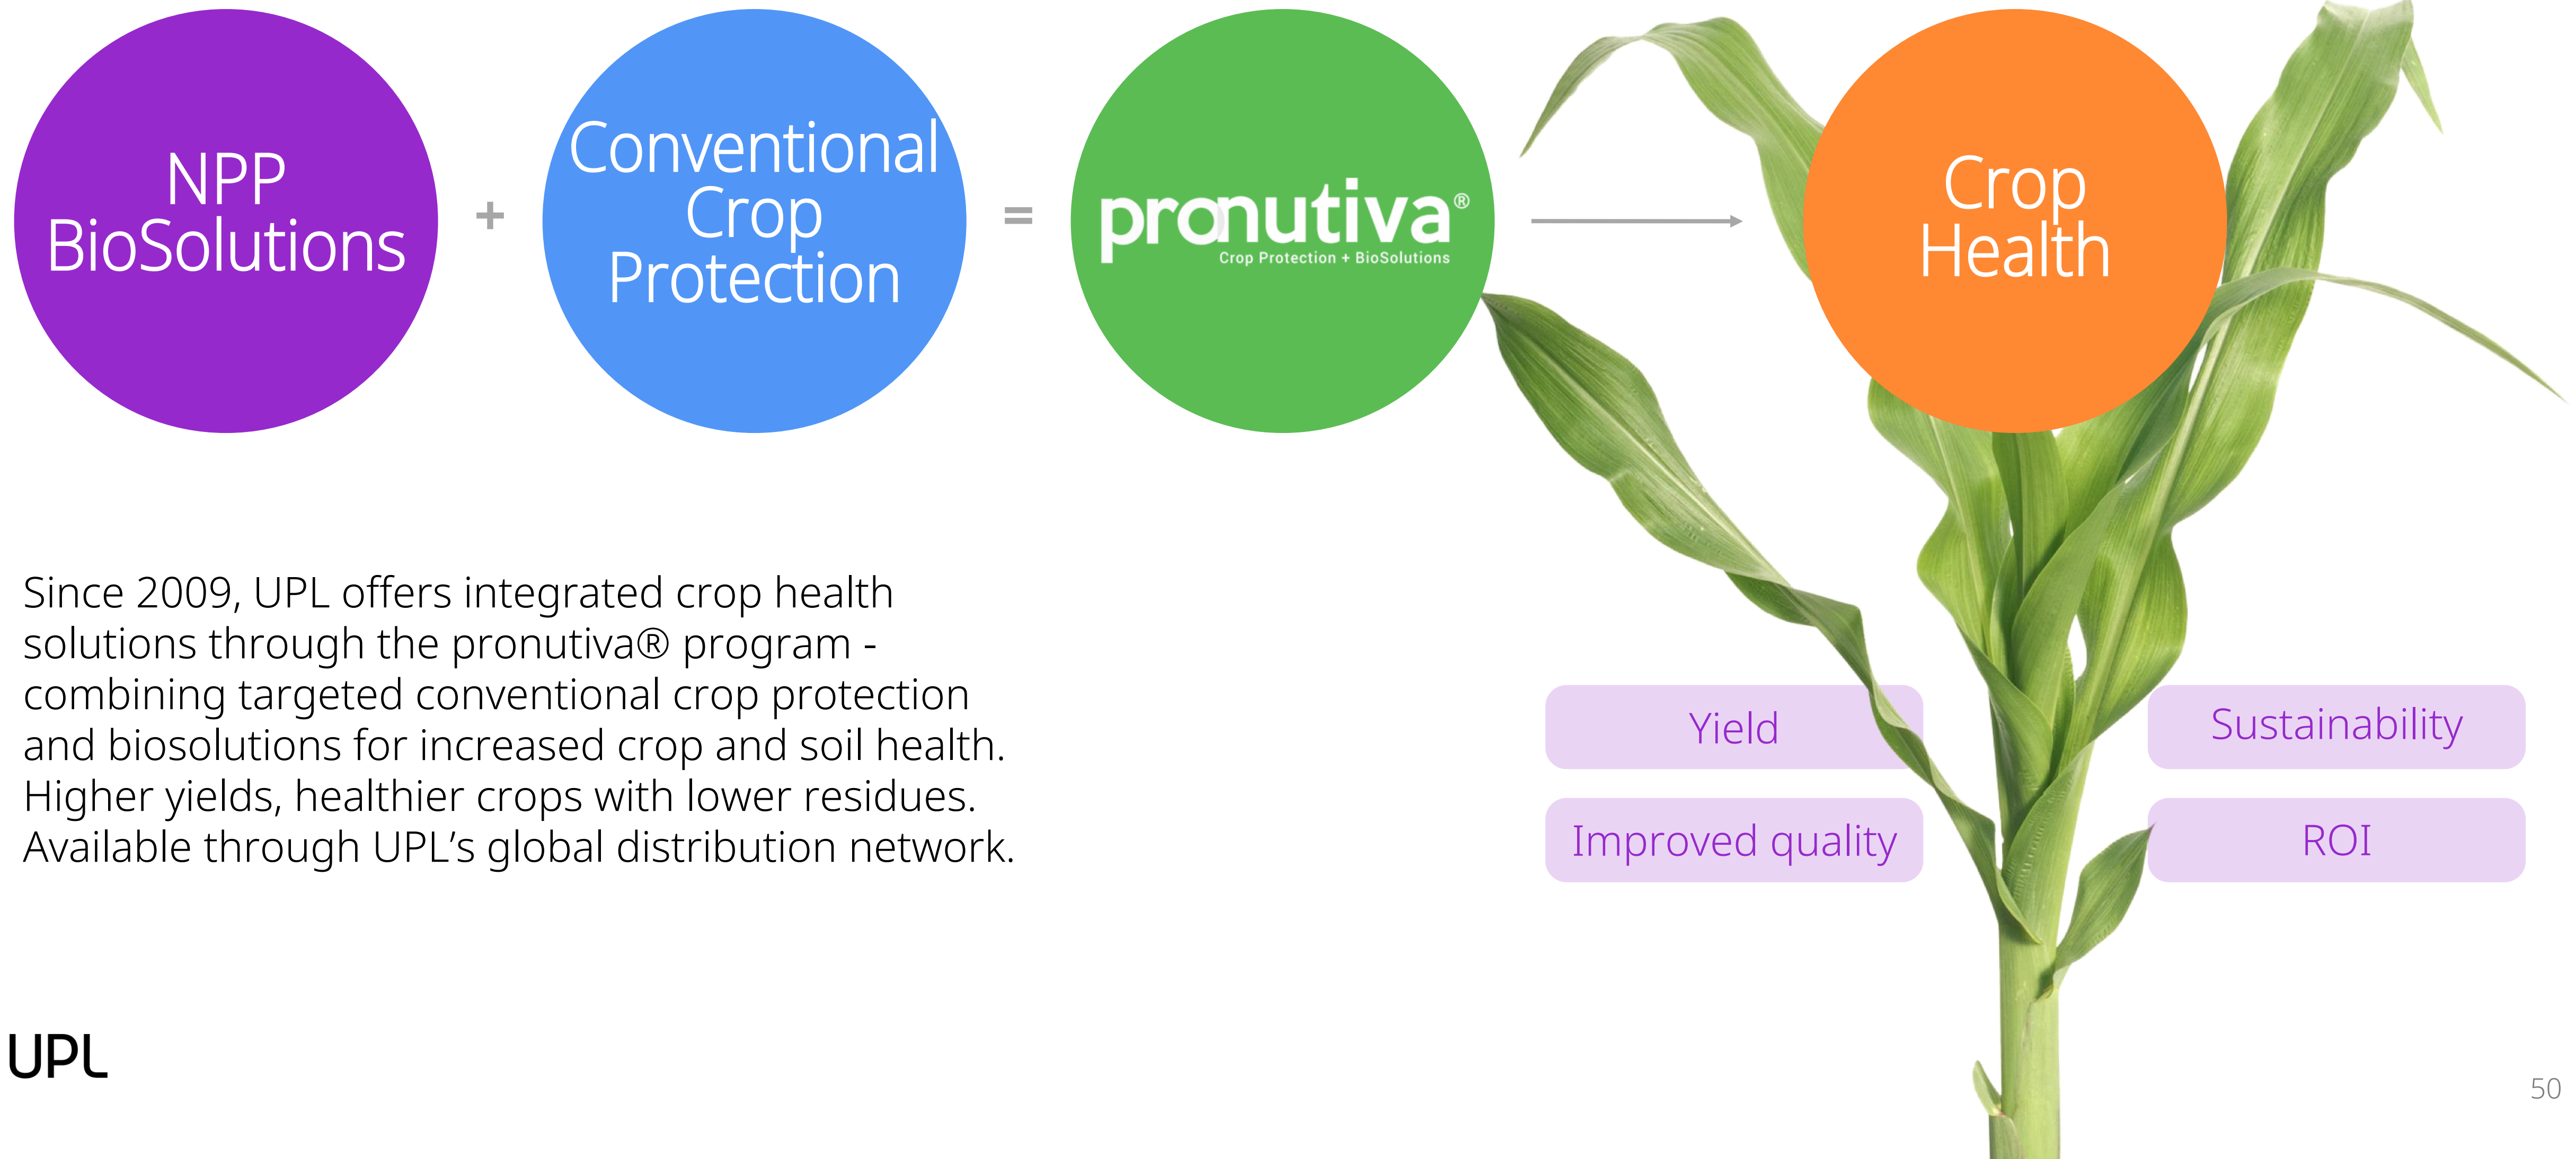 NPP
BioSolutions
+
Conventional
Crop
Protection
=
pronutiva®
Crop Protection + BioSolutions
Crop
Health
Since 2009, UPL offers integrated crop health
solutions through the pronutiva® program -
combining targeted conventional crop protection
and biosolutions for increased crop and soil health.
Higher yields, healthier crops with lower residues.
Available through UPL’s global distribution network.
Yield
Sustainability
Improved quality
ROI
UPL
50